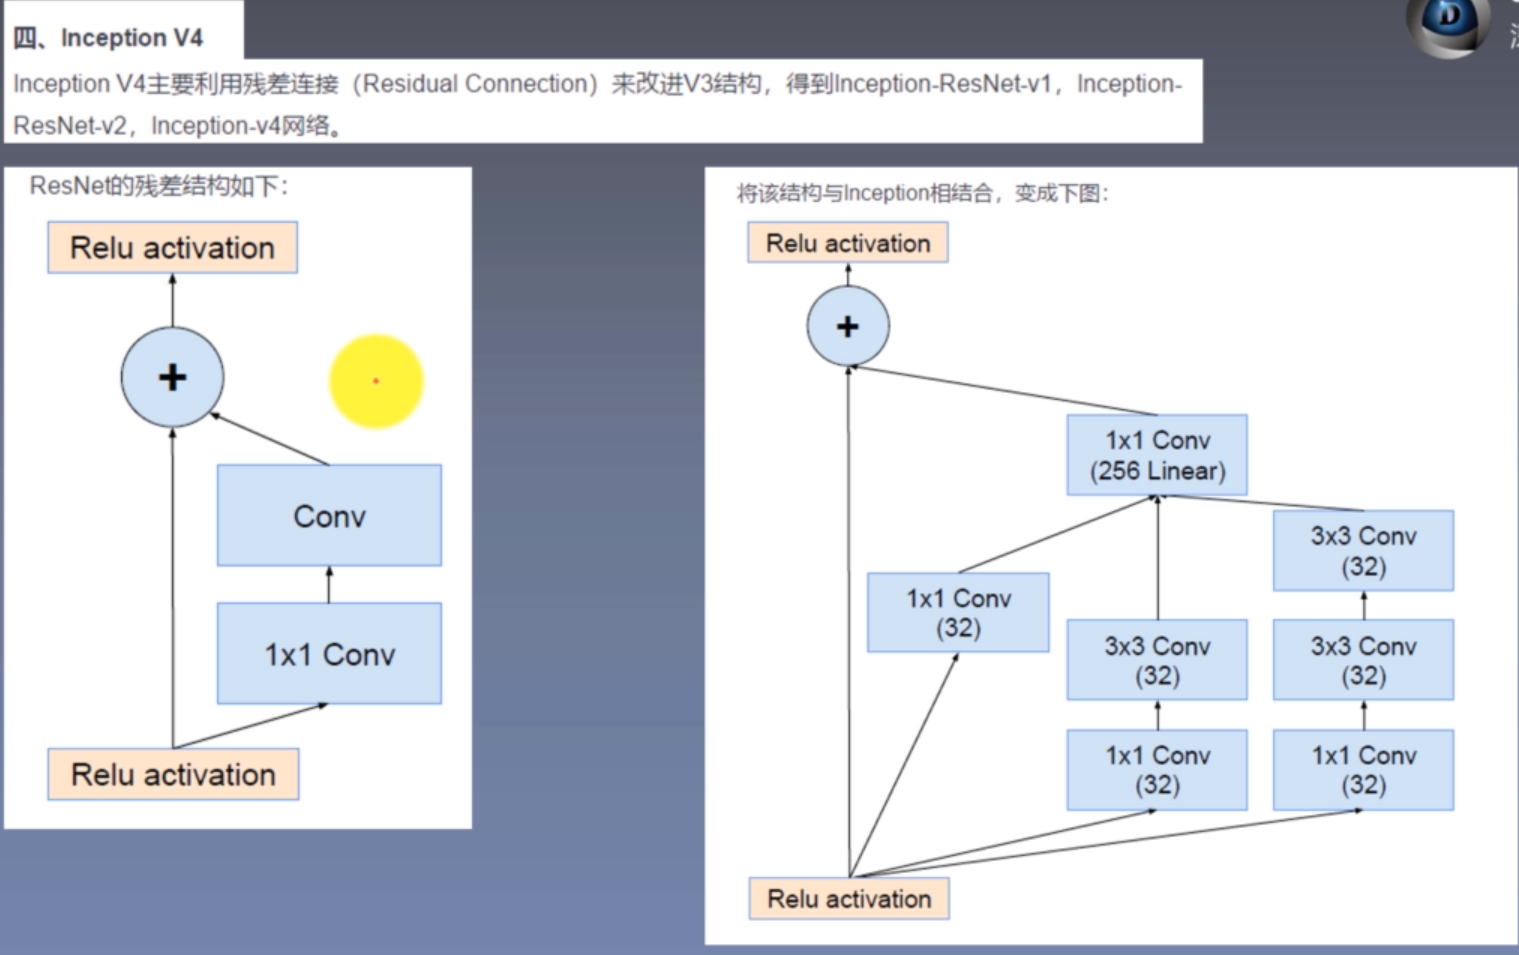 四、Inception V4
Inception V4主要利用残差连接（Residual Connection）来改进V3结构，得到Inception-ResNet-v1，Inception-
ResNet-v2，Inception-v4网络。
ResNet的残差结构如下：
Relu activation
+
Conv
1x1 Conv
Relu activation
将该结构与Inception相结合，变成下图：
Relu activation
+
1x1 Conv
(256 Linear)
3x3 Conv
(32)
1x1 Conv
(32)
3x3 Conv
(32)
3x3 Conv
(32)
1x1 Conv
(32)
1x1 Conv
(32)
Relu activation
D